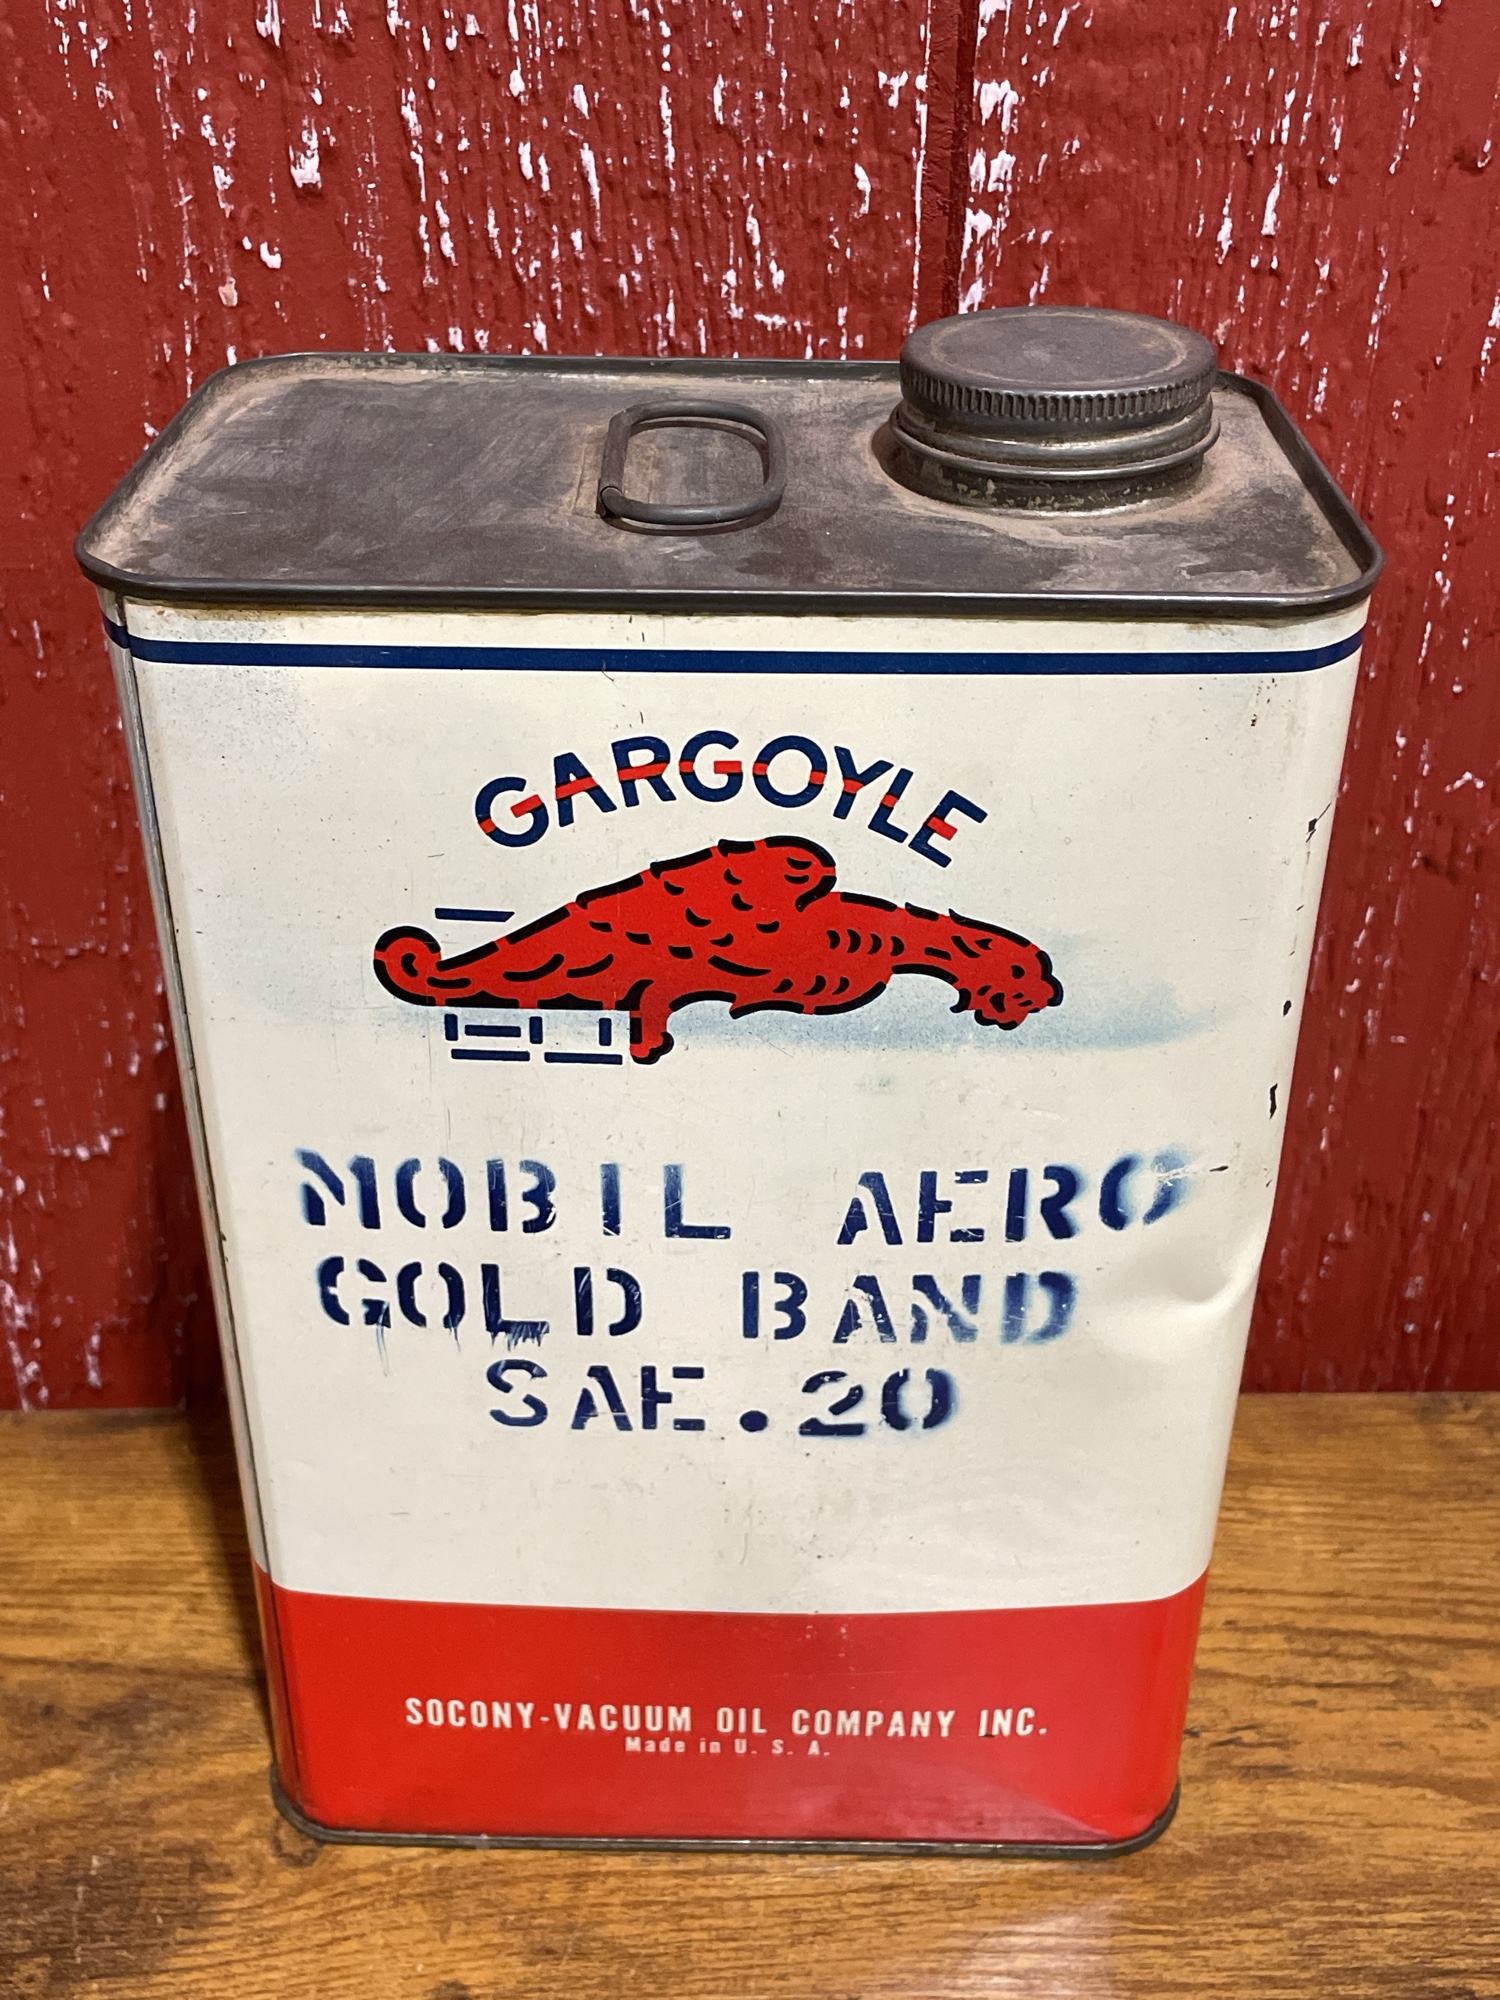 GARGOYLE
MOBIL AERO
GOLD BAND
SAE.20
SOCONY-VACUUM OIL COMPANY INC.
Made in U. S. A.